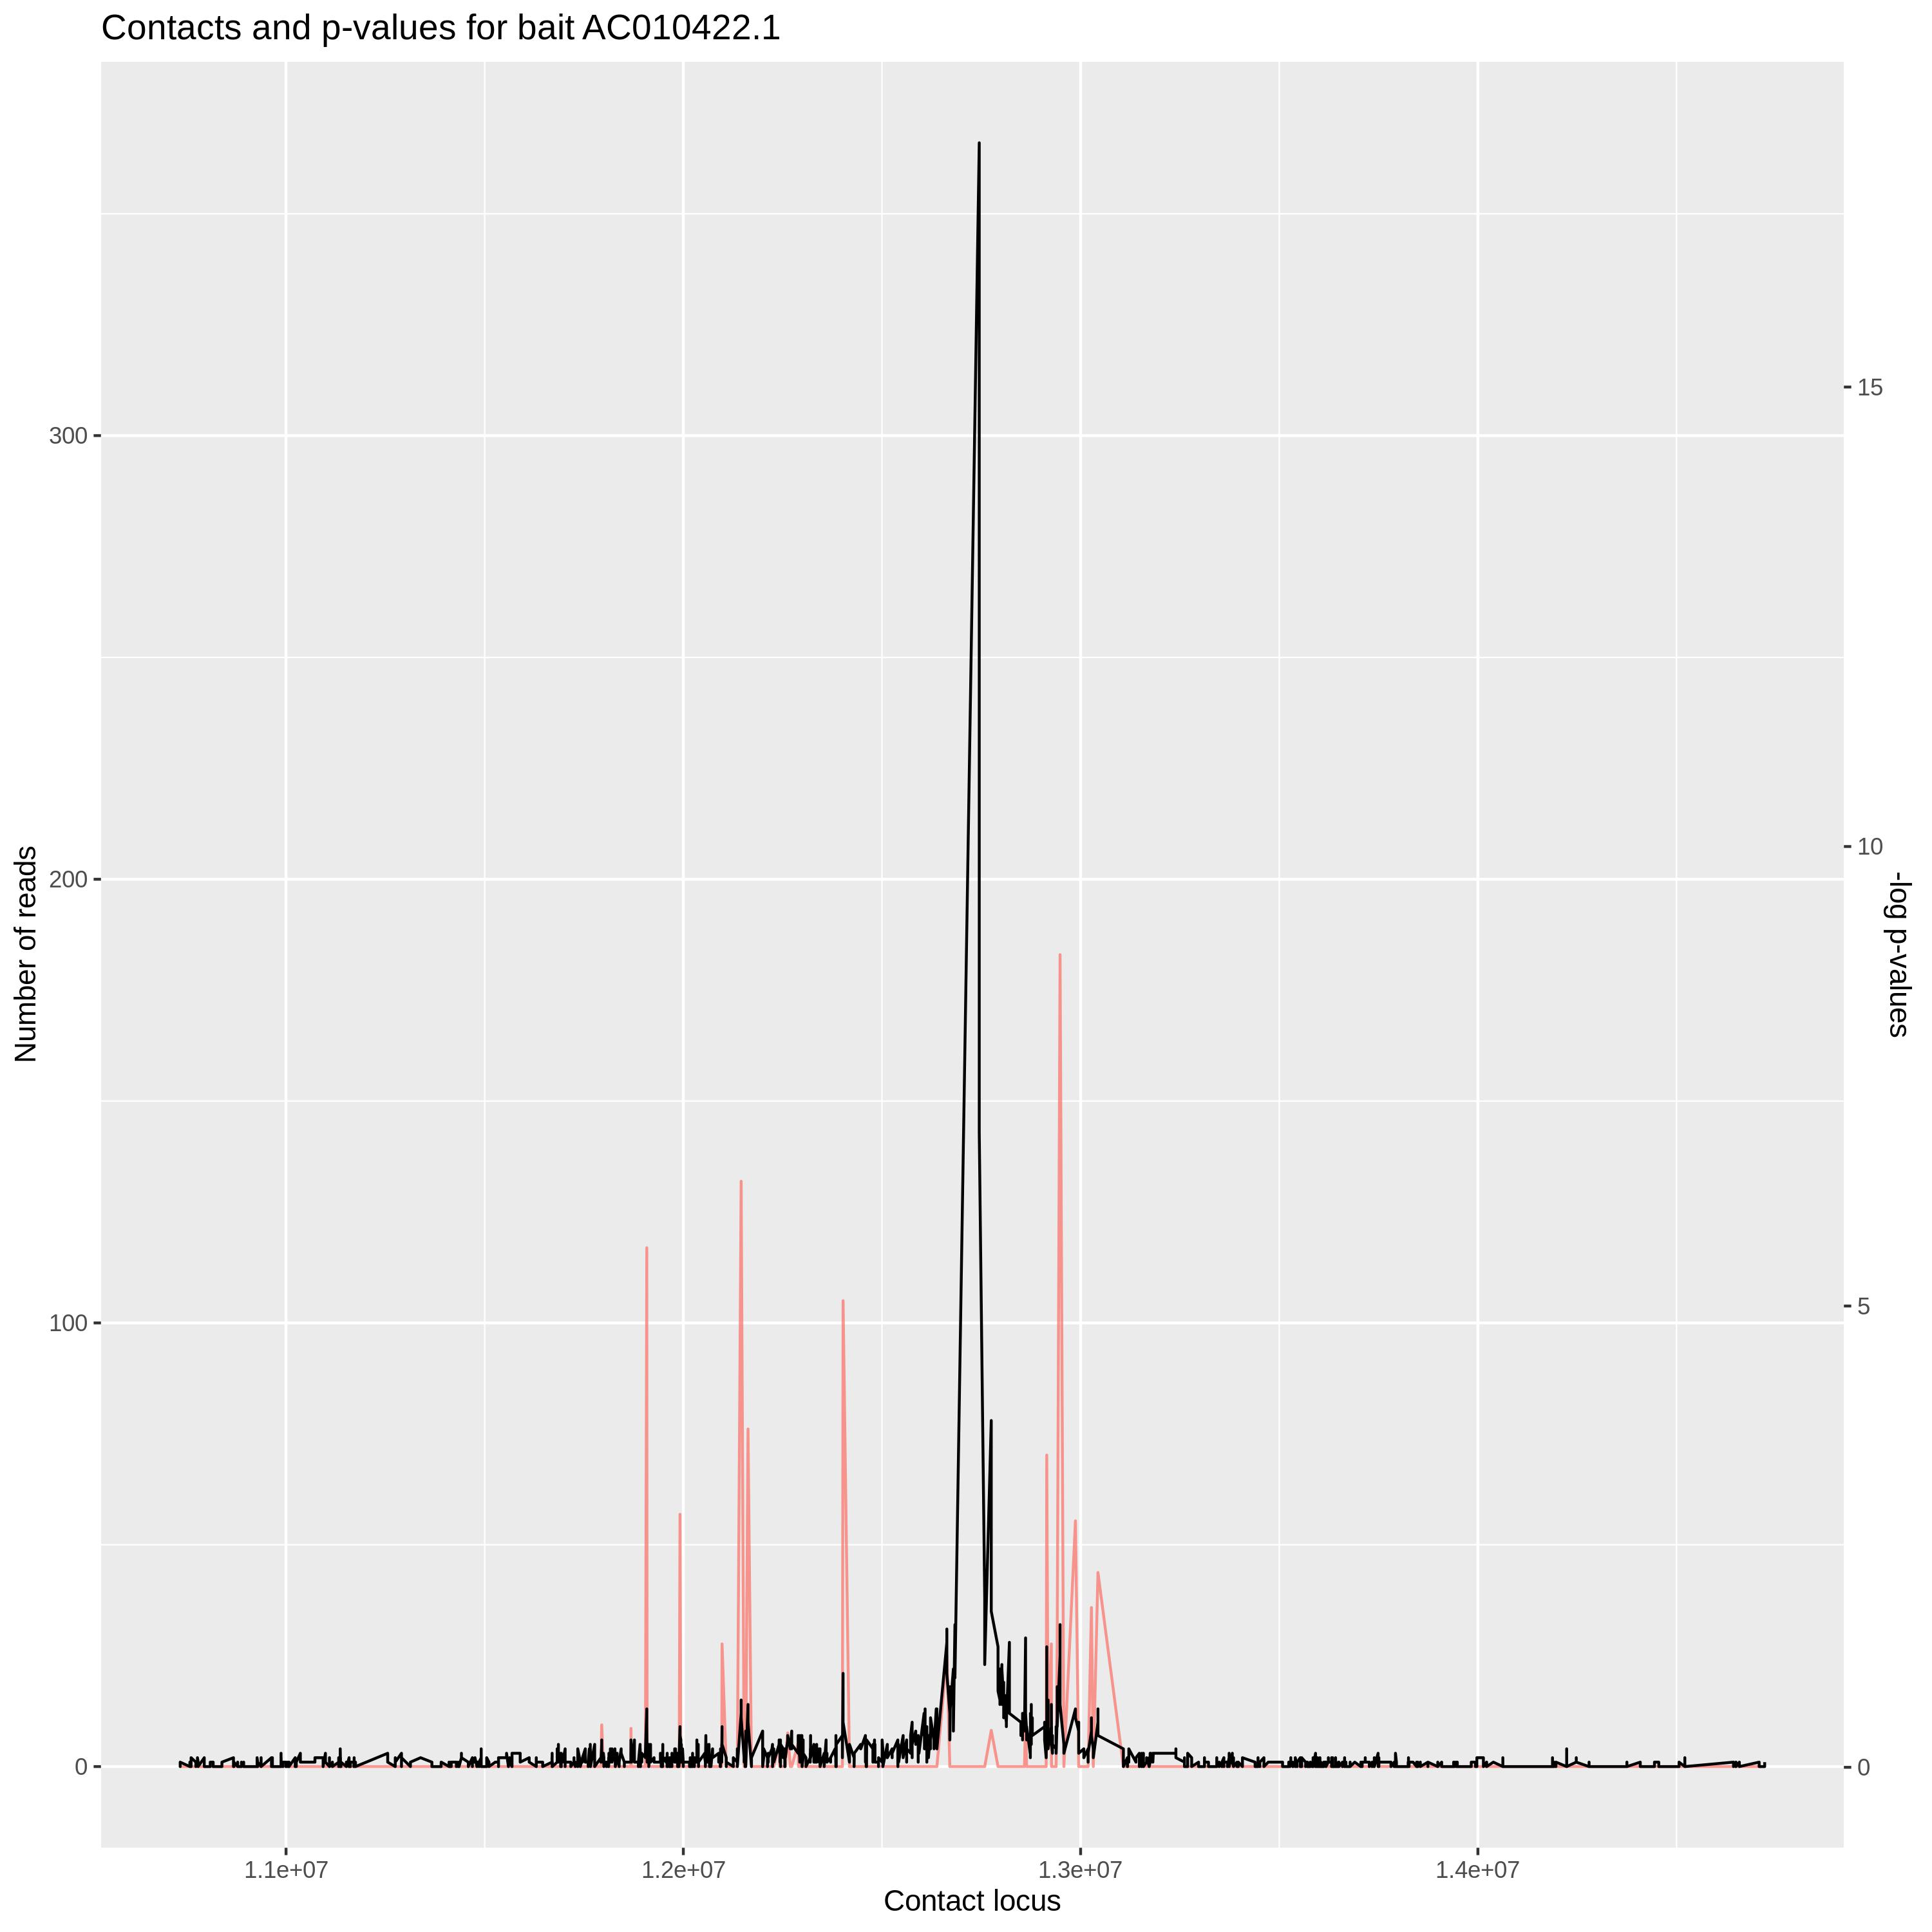 Contacts and p-values for bait AC010422.1
300
200
100
0
Number of reads
15
10
5
0
-log p-values
1.1e+07
1.2e+07
1.3e+07
1.4e+07
Contact locus